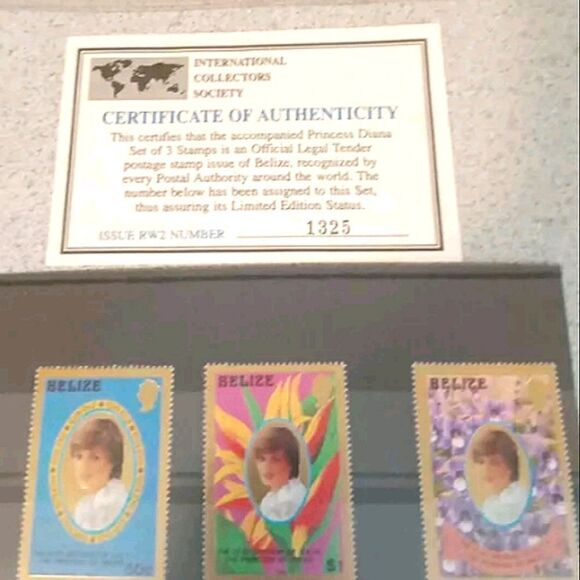 INTERNATIONAL
COLLECTORS
SOCIETY
CERTIFICATE OF AUTHENTICITY
This certifies that the accompanied Princess Diana
Set of 3 Stamps is an Official Legal Tender
postage stamp issue of Belize, recognized by
every Postal Authority around the world. The
number below has been assigned to this Set,
thus assuring its Limited Edition Status.
ISSUE RW2 NUMBER 1325
BELIZE
BELIZE
BELIZE
50c
$1